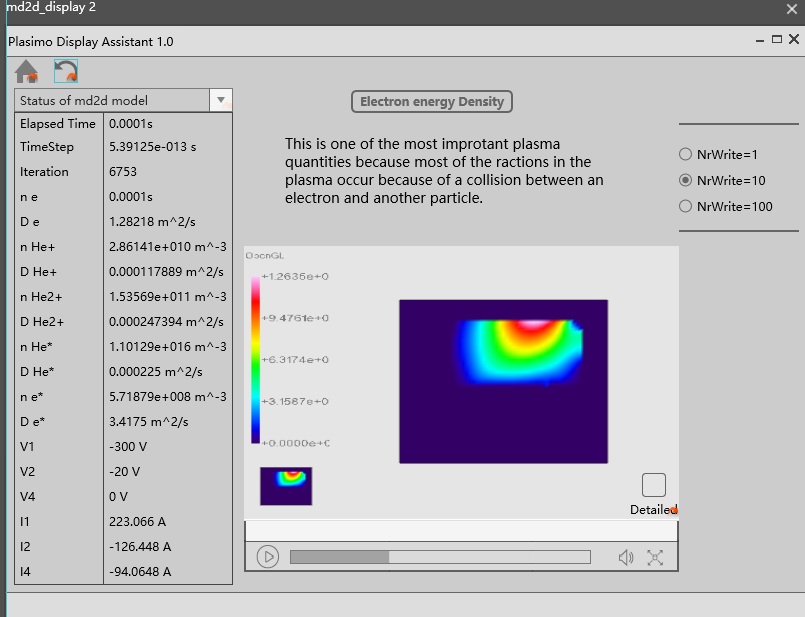 md2d_display 2
Plasimo Display Assistant 1.0
Status of md2d model
Elapsed Time 0.0001s
TimeStep 5.39125e-013 s
Iteration 6753
n e 0.0001s
D e 1.28218 m^2/s
n He+ 2.86141e+010 m^-3
D He+ 0.000117889 m^2/s
n He2+ 1.53569e+011 m^-3
D He2+ 0.000247394 m^2/s
n He* 1.10129e+016 m^-3
D He* 0.000225 m^2/s
n e* 5.71879e+008 m^-3
D e* 3.4175 m^2/s
V1 -300 V
V2 -20 V
V4 0 V
I1 223.066 A
I2 -126.448 A
I4 -94.0648 A
Electron energy Density
This is one of the most improtant plasma
quantities because most of the ractions in the
plasma occur because of a collision between an
electron and another particle.
NrWrite=1
NrWrite=10
NrWrite=100
OpenGL
+1.2635e+0
+9.4761e+0
+6.3174e+0
+3.1587e+0
+0.0000e+0
Detailed